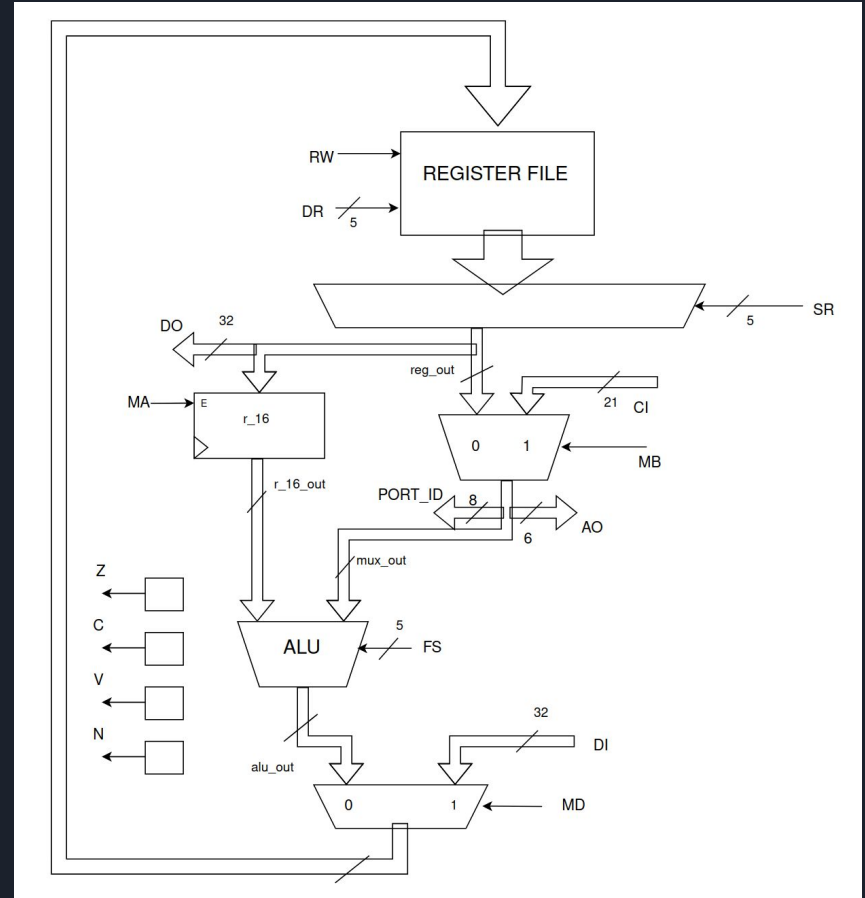 RW
REGISTER FILE
DR
5
SR
5
DO
32
reg_out
21
CI
MA
E
r_16
0
1
MB
r_16_out
PORT_ID
8
6
AO
mux_out
Z
C
V
N
ALU
5
FS
32
DI
alu_out
0
1
MD